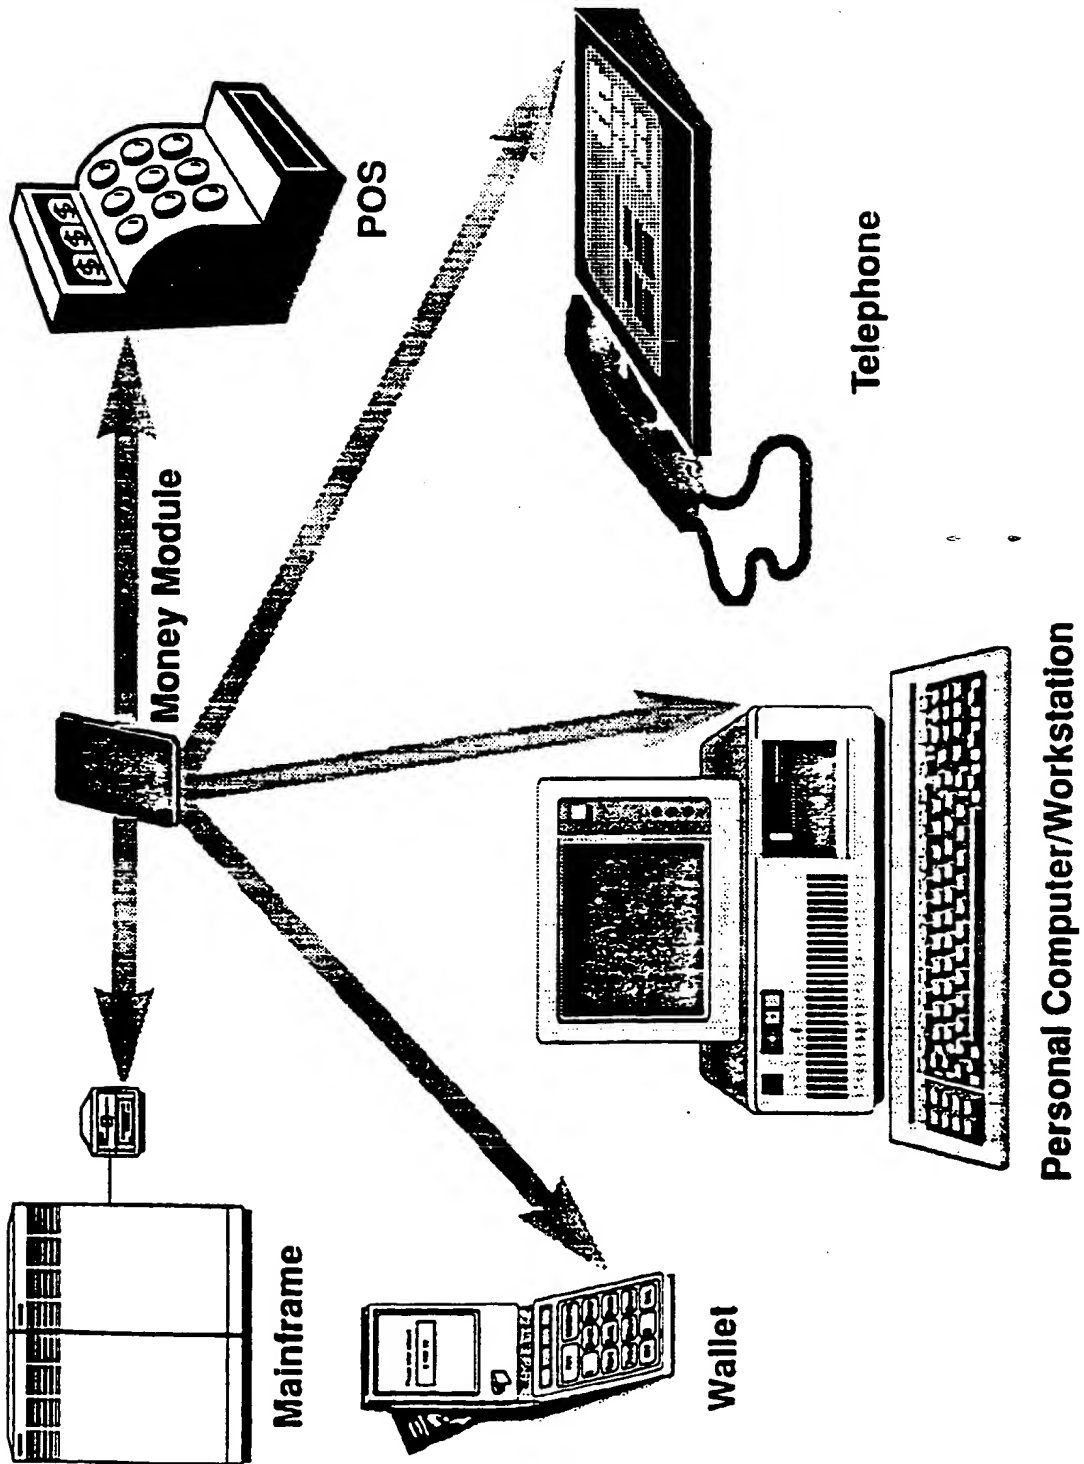 Mainframe
Money Module
$ $ $
POS
Wallet
Telephone
Personal Computer/Workstation